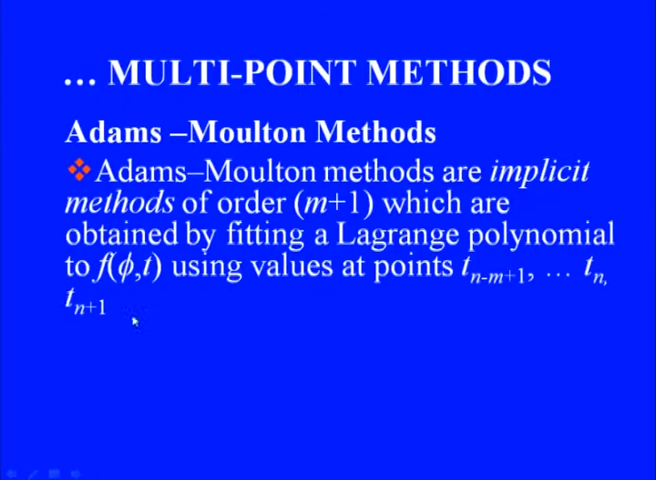 … MULTI-POINT METHODS
Adams –Moulton Methods
❖Adams–Moulton methods are implicit
methods of order (m+1) which are
obtained by fitting a Lagrange polynomial
to f(ϕ,t) using values at points tₙ₋ₘ₊₁, … tₙ,
tₙ₊₁